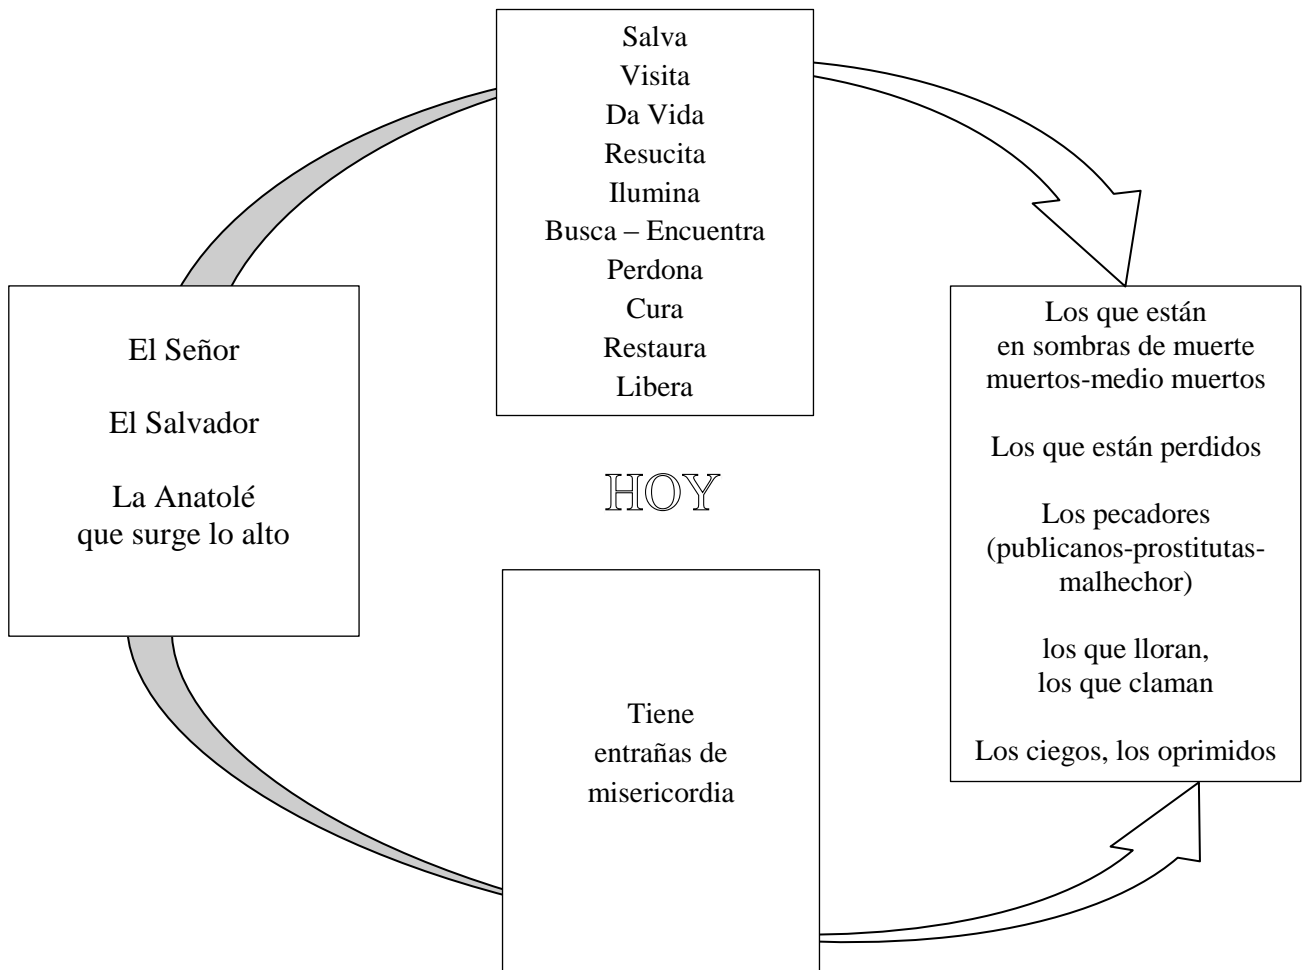 Salva
Visita
Da Vida
Resucita
Ilumina
Busca – Encuentra
Perdona
Cura
Restaura
Libera
El Señor
El Salvador
La Anatolé
que surge lo alto
HOY
Los que están
en sombras de muerte
muertos-medio muertos
Los que están perdidos
Los pecadores
(publicanos-prostitutas-
malhechor)
los que lloran,
los que claman
Los ciegos, los oprimidos
Tiene
entrañas de
misericordia